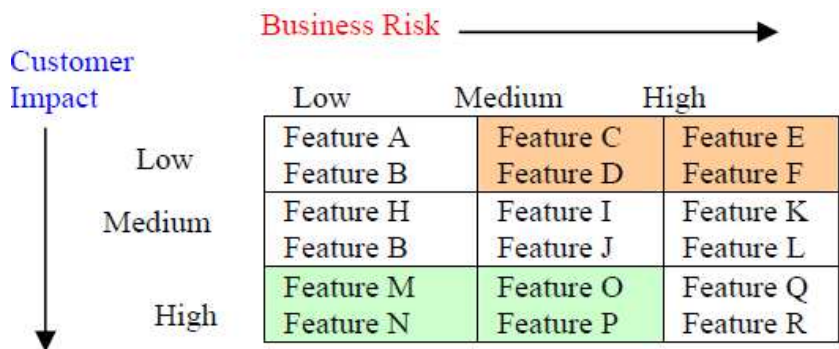 Business Risk
Customer
Impact
Low Medium High
Feature A Feature C Feature E
Low
Feature B Feature D Feature F
Feature H Feature I Feature K
Medium
Feature B Feature J Feature L
Feature M Feature O Feature Q
High
Feature N Feature P Feature R